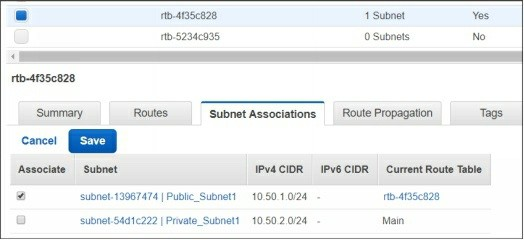 rtb-4f35c828 1 Subnet Yes
rtb-5234c935 0 Subnets No
rtb-4f35c828
Summary Routes Subnet Associations Route Propagation Tags
Cancel Save
Associate Subnet IPv4 CIDR IPv6 CIDR Current Route Table
subnet-13967474 | Public_Subnet1 10.50.1.0/24 - rtb-4f35c828
subnet-54d1c222 | Private_Subnet1 10.50.2.0/24 - Main